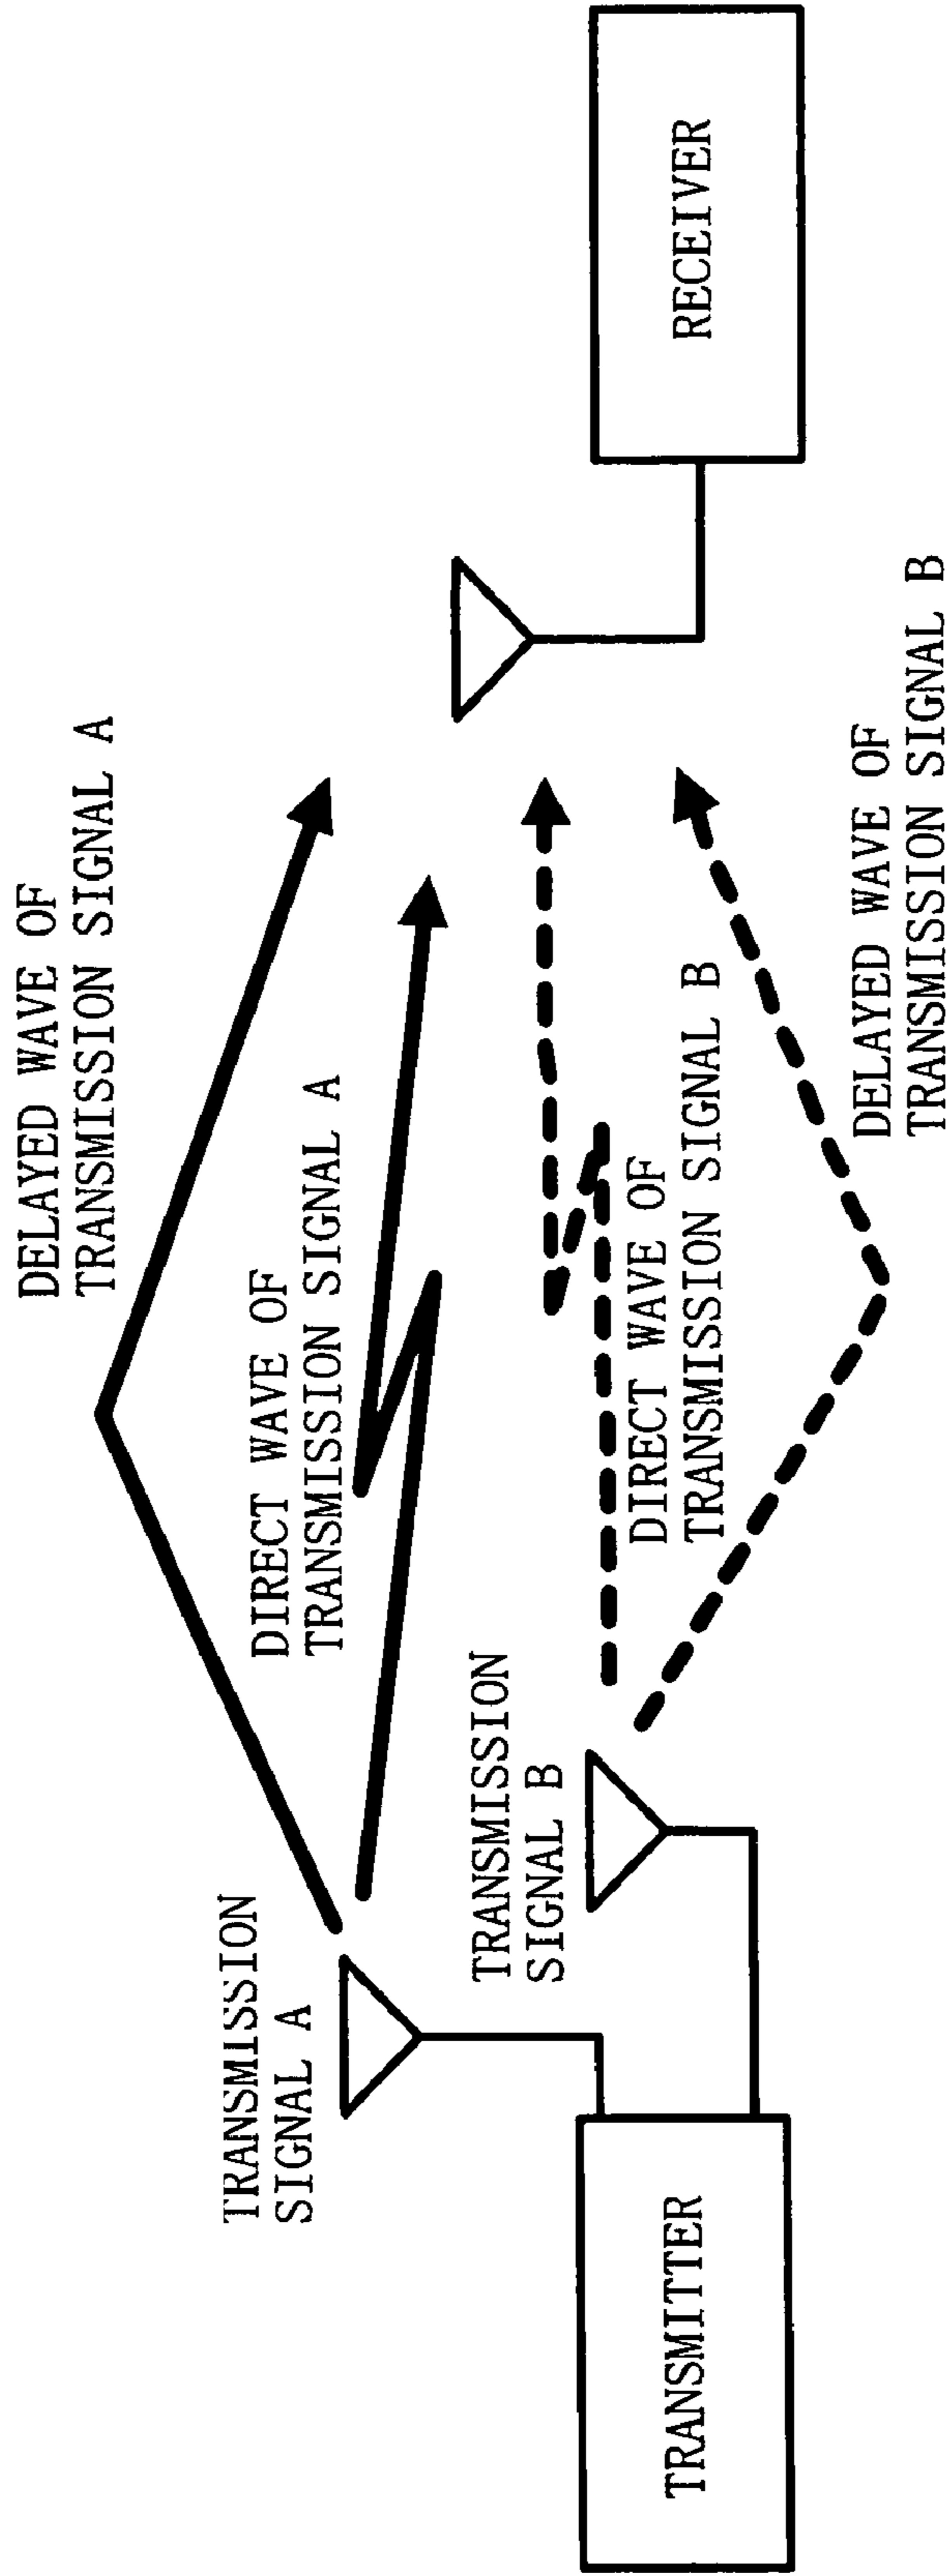 DELAYED WAVE OF
TRANSMISSION SIGNAL A
DIRECT WAVE OF
TRANSMISSION SIGNAL A
TRANSMISSION
SIGNAL A
TRANSMISSION
SIGNAL B
DIRECT WAVE OF
TRANSMISSION SIGNAL B
TRANSMITTER
RECEIVER
DELAYED WAVE OF
TRANSMISSION SIGNAL B